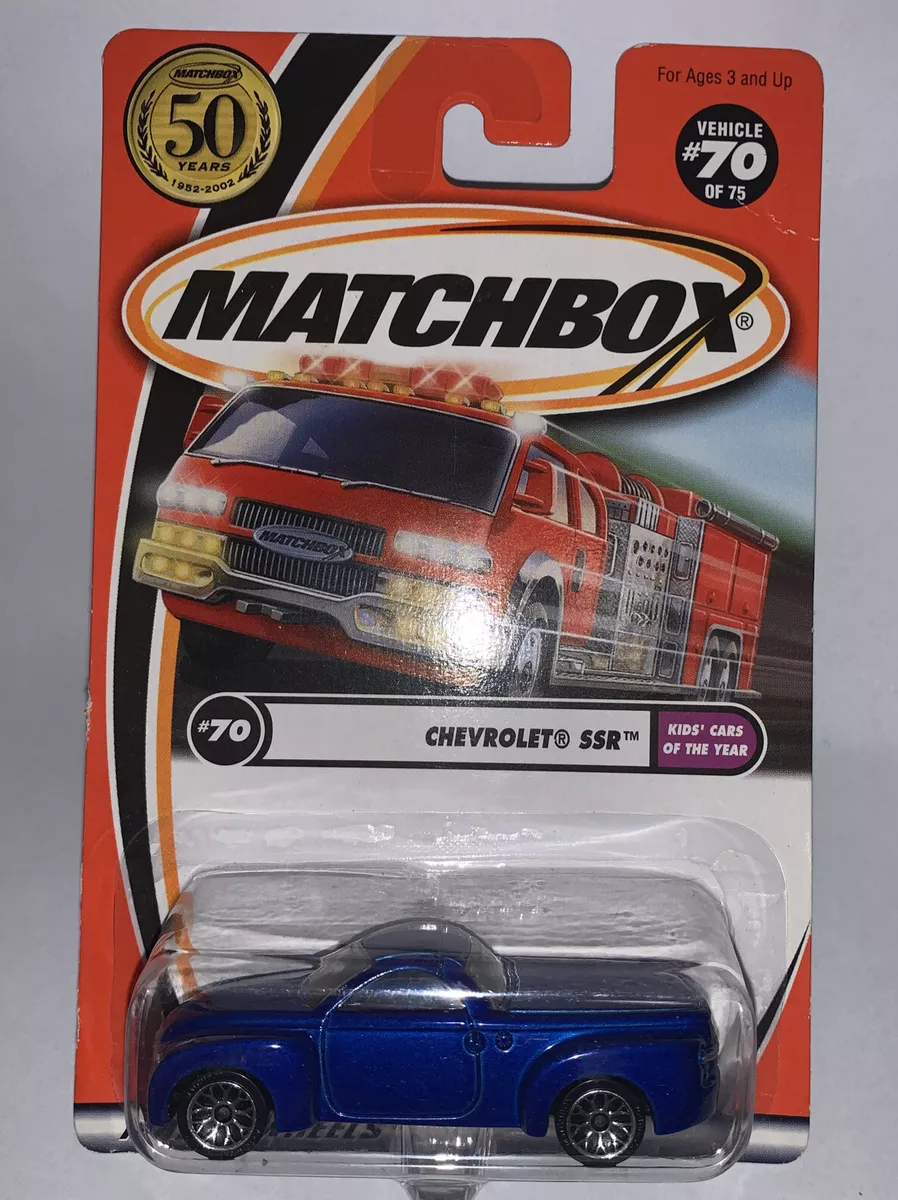 MATCHBOX
50
YEARS
1952-2002
For Ages 3 and Up
VEHICLE
#70
OF 75
MATCHBOX®
MATCHBOX
#70
CHEVROLET® SSR™
KIDS' CARS
OF THE YEAR
WHEELS